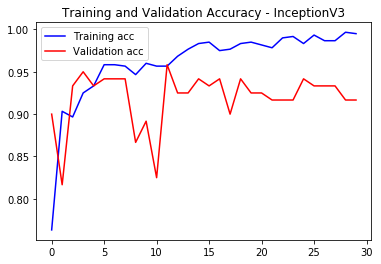 Training and Validation Accuracy - InceptionV3
Training acc
Validation acc
1.00
0.95
0.90
0.85
0.80
0 5 10 15 20 25 30